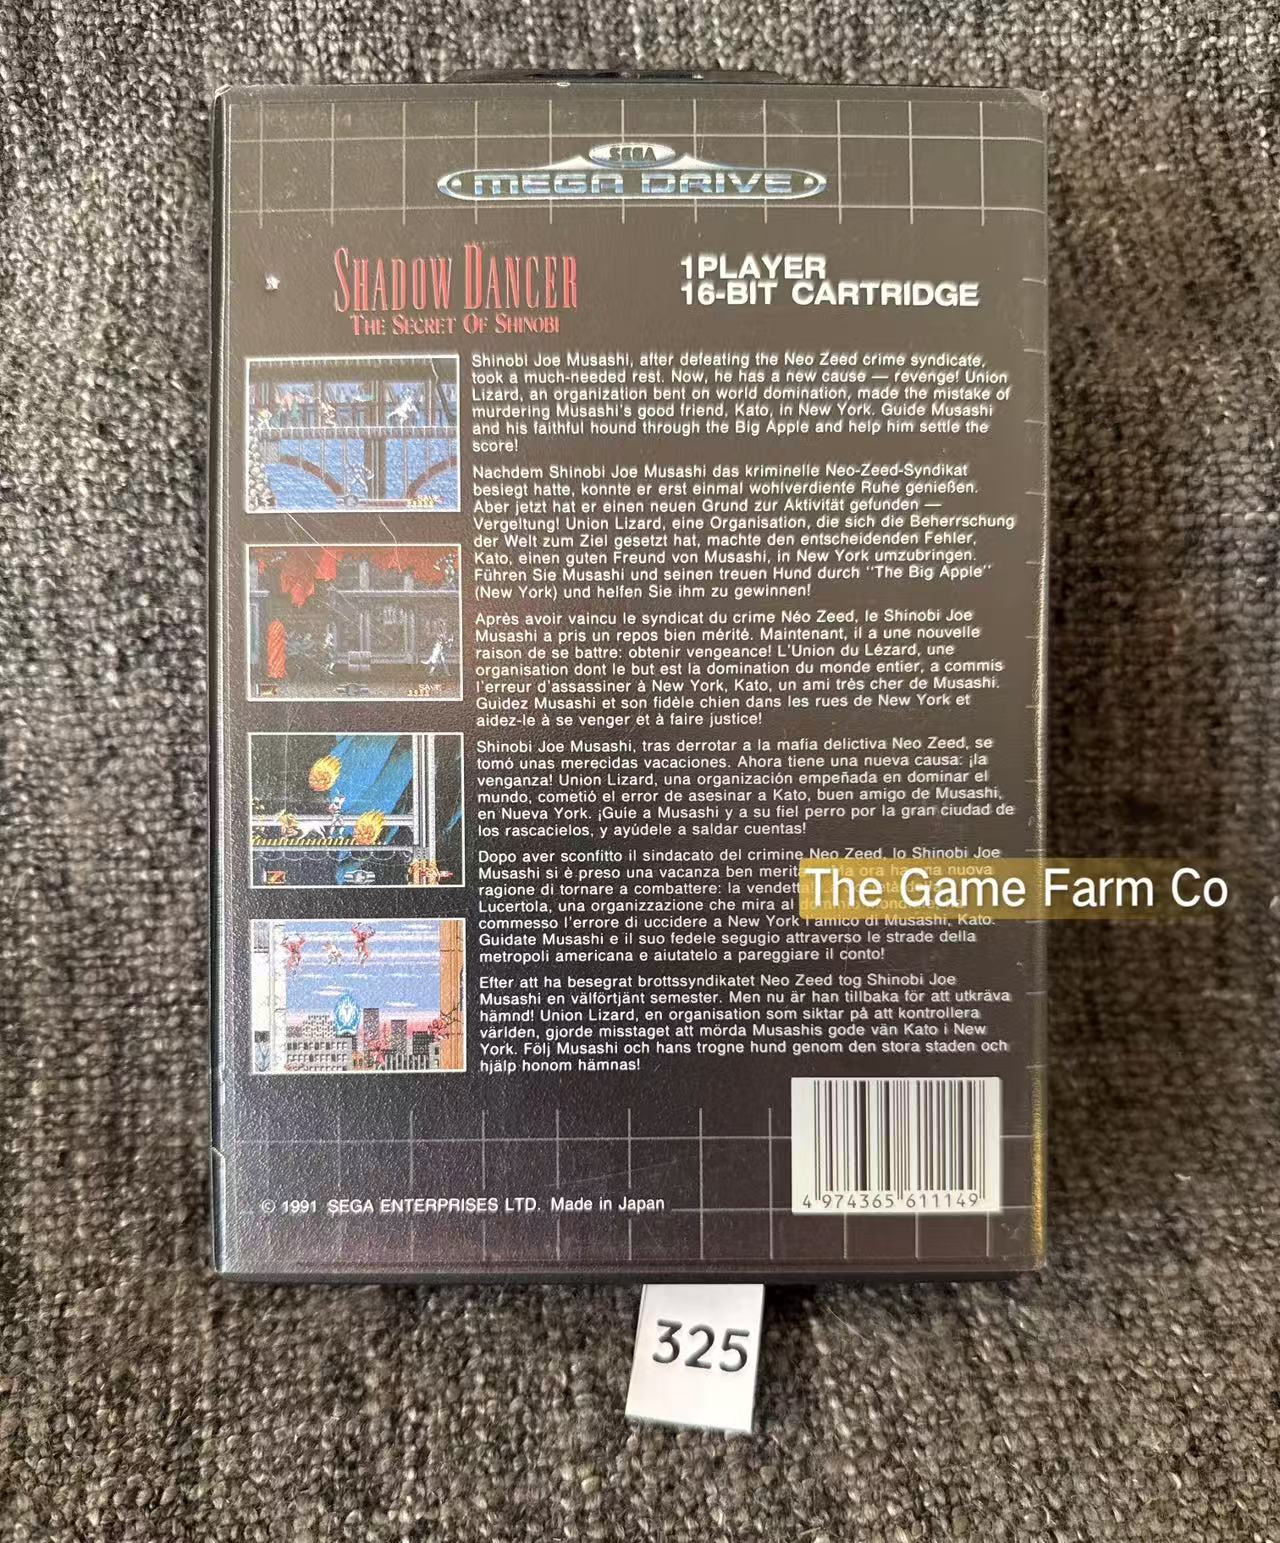 SEGA
MEGA DRIVE
SHADOW DANCER
THE SECRET OF SHINOBI
1PLAYER
16-BIT CARTRIDGE
Shinobi Joe Musashi, after defeating the Neo Zeed crime syndicate,
took a much-needed rest. Now, he has a new cause — revenge! Union
Lizard, an organization bent on world domination, made the mistake of
murdering Musashi's good friend, Kato, in New York. Guide Musashi
and his faithful hound through the Big Apple and help him settle the
score!
Nachdem Shinobi Joe Musashi das kriminelle Neo-Zeed-Syndikat
besiegt hatte, konnte er erst einmal wohlverdiente Ruhe genießen.
Aber jetzt hat er einen neuen Grund zur Aktivität gefunden —
Vergeltung! Union Lizard, eine Organisation, die sich die Beherrschung
der Welt zum Ziel gesetzt hat, machte den entscheidenden Fehler,
Kato, einen guten Freund von Musashi, in New York umzubringen.
Führen Sie Musashi und seinen treuen Hund durch "The Big Apple"
(New York) und helfen Sie ihm zu gewinnen!
Après avoir vaincu le syndicat du crime Néo Zeed, le Shinobi Joe
Musashi a pris un repos bien mérité. Maintenant, il a une nouvelle
raison de se battre: obtenir vengeance! L'Union du Lézard, une
organisation dont le but est la domination du monde entier, a commis
l'erreur d'assassiner à New York, Kato, un ami très cher de Musashi.
Guidez Musashi et son fidèle chien dans les rues de New York et
aidez-le à se venger et à faire justice!
Shinobi Joe Musashi, tras derrotar a la mafia delictiva Neo Zeed, se
tomó unas merecidas vacaciones. Ahora tiene una nueva causa: ¡la
venganza! Union Lizard, una organización empeñada en dominar el
mundo, cometió el error de asesinar a Kato, buen amigo de Musashi,
en Nueva York. ¡Guie a Musashi y a su fiel perro por la gran ciudad de
los rascacielos, y ayúdele a saldar cuentas!
Dopo aver sconfitto il sindacato del crimine Neo Zeed, lo Shinobi Joe
Musashi si è preso una vacanza ben ora ha nuova
ragione di tornare a combattere: la vendetta
Lucertola, una organizzazione che mira al
commesso l'errore di uccidere a New York l'amico di Musashi, Kato.
Guidate Musashi e il suo fedele segugio attraverso le strade della
metropoli americana e aiutatelo a pareggiare il conto!
The Game Farm Co
Efter att ha besegrat brottssyndikatet Neo Zeed tog Shinobi Joe
Musashi en välförtjänt semester. Men nu är han tillbaka för att utkräva
hämnd! Union Lizard, en organisation som siktar på att kontrollera
världen, gjorde misstaget att mörda Musashis gode vän Kato i New
York. Följ Musashi och hans trogne hund genom den stora staden och
hjälp honom hämnas!
© 1991 SEGA ENTERPRISES LTD. Made in Japan
4 974365 611149
325